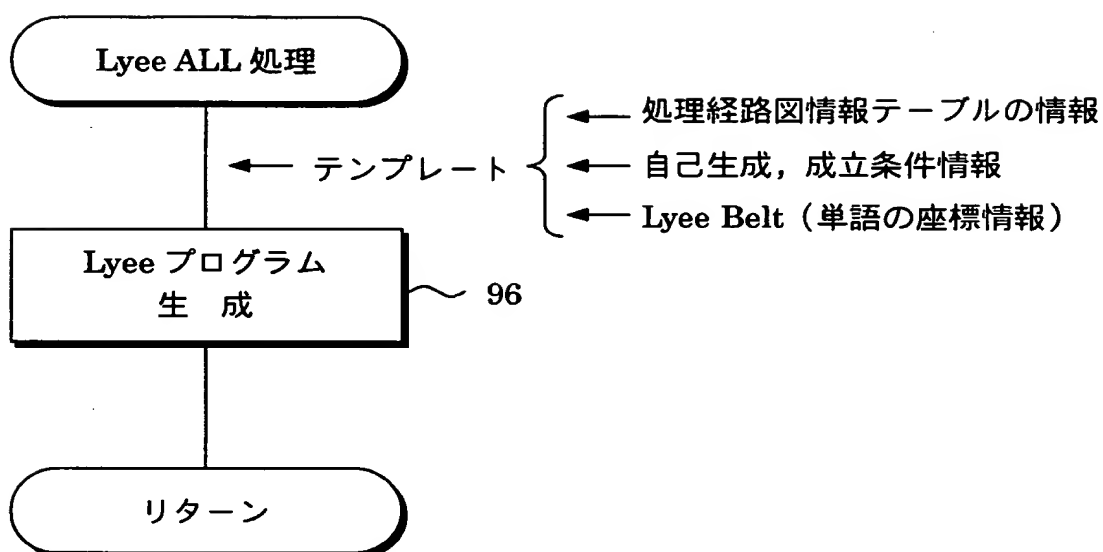 Lyee ALL 処理
処理経路図情報テーブルの情報
テンプレート
自己生成，成立条件情報
Lyee Belt（単語の座標情報）
Lyee プログラム
生　成
96
リターン